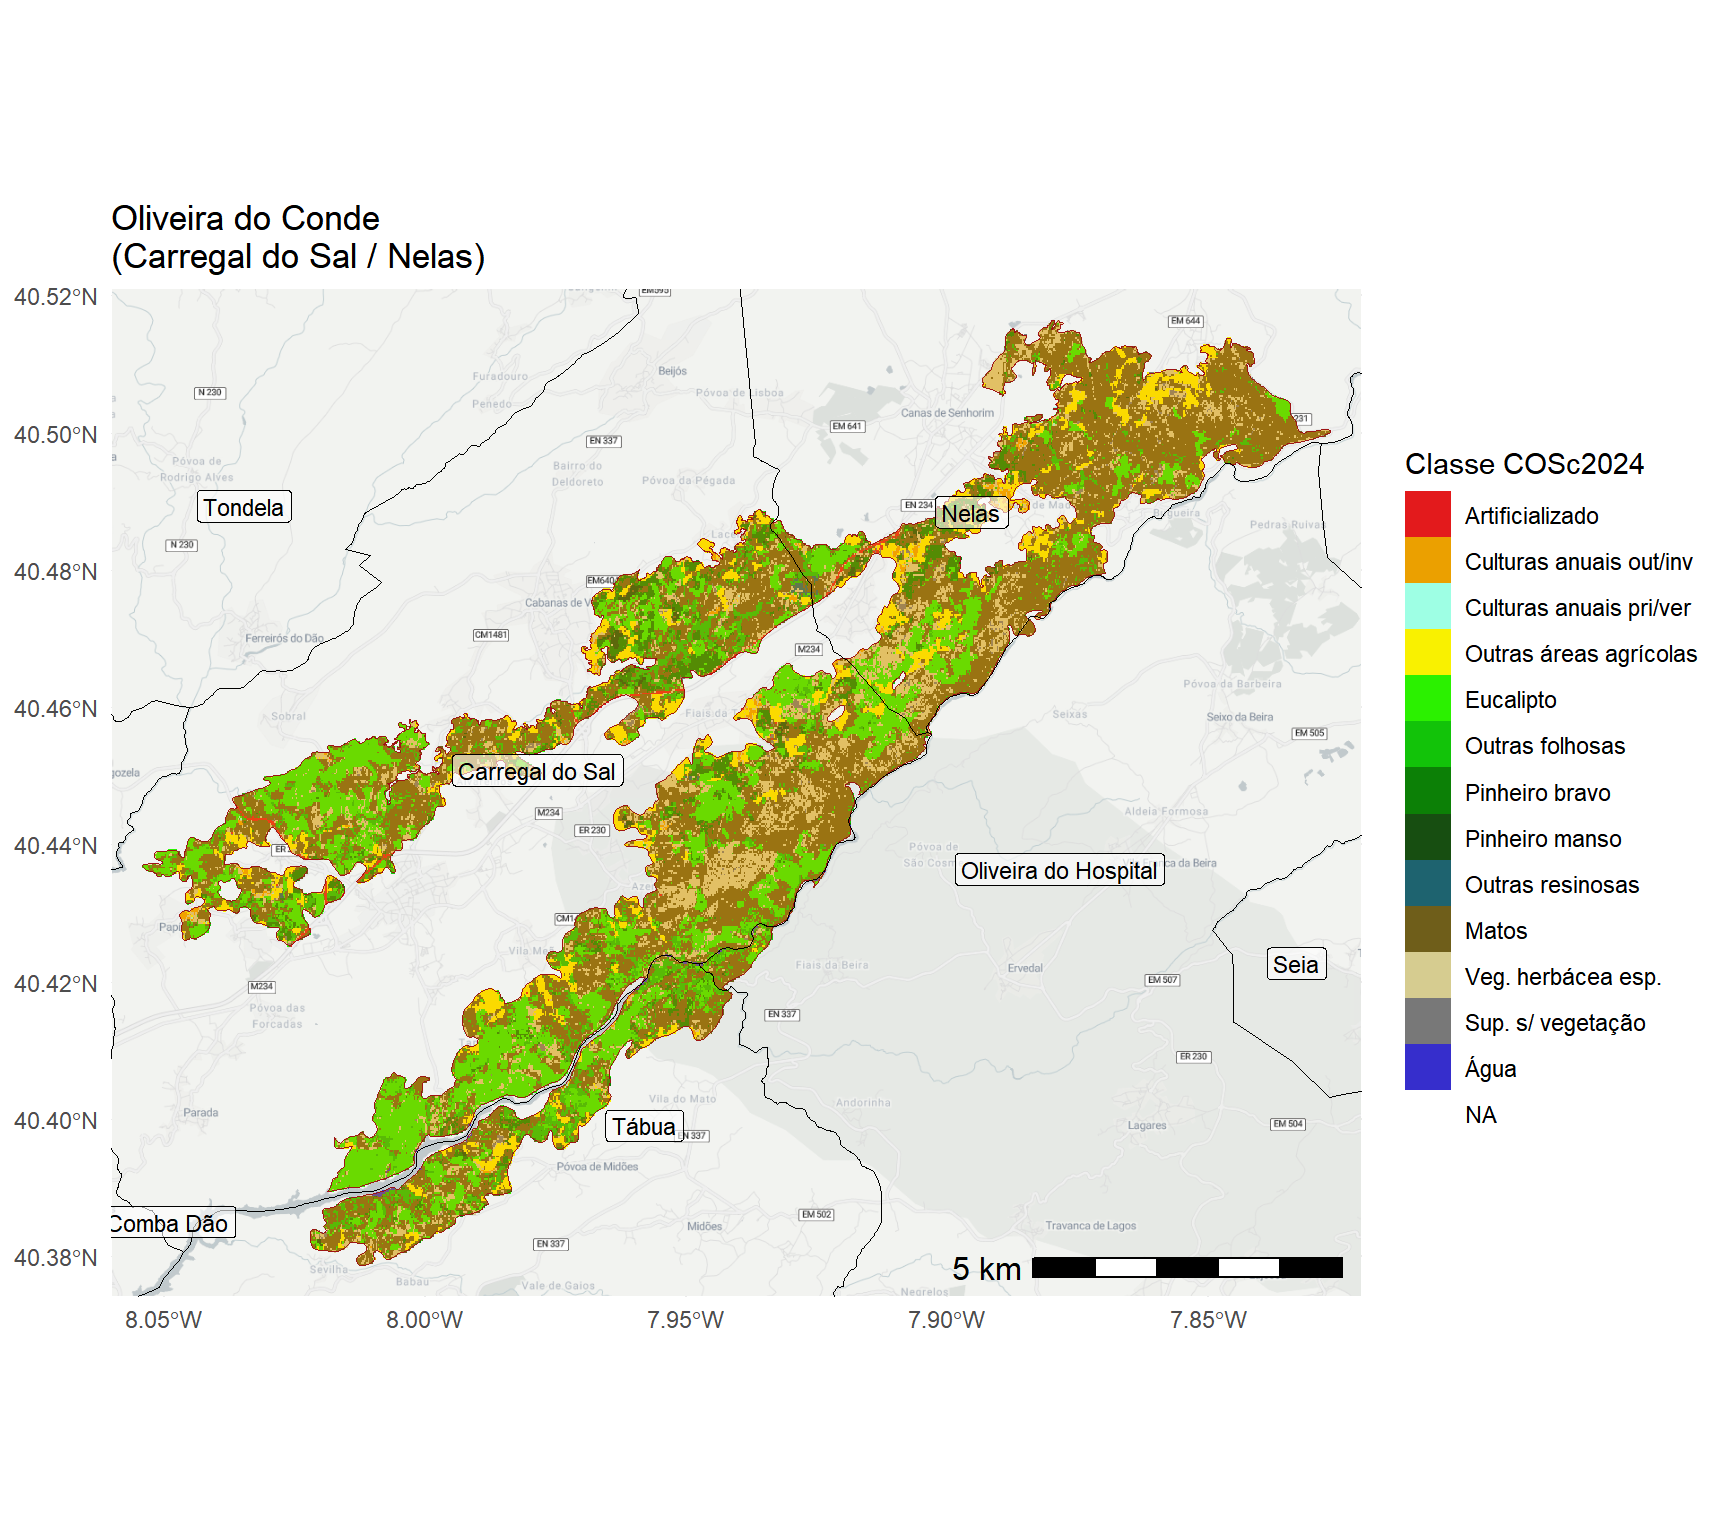 Oliveira do Conde
(Carregal do Sal / Nelas)
40.52°N
40.50°N
40.48°N
40.46°N
40.44°N
40.42°N
40.40°N
40.38°N
EM595
EM 644
N 230
Furadouro
Penedo
Beijós
Póvoa de Lisboa
Canas de Senhorim
EM 641
231
EN 337
Póvoa de
Rodrigo Alves
Bairro do
Deldoreto
Póvoa da Pégada
Tondela
EN 234
Nelas
Pedras Ruivas
N 230
EM640
Cabanas de V
CM1481
Ferreirós do Dão
M234
Póvoa da Barbeira
Sobral
Fiais da T
Seixas
Seixo da Beira
EM 505
Carregal do Sal
M234
ER 230
Aldeia Formosa
Póvoa de
São Cosm
Oliveira do Hospital
ca da Beira
Papi
CM1
Vila Me
Fiais da Beira
Ervedal
EM 507
Seia
M234
Póvoa das
Forcadas
EN 337
ER 230
Parada
Vila do Mato
Andorinha
Lagares
EM 504
Tábua
EN 337
Póvoa de Midões
Comba Dão
Midões
EM 502
Travanca de Lagos
EN 337
Sevilha
Babau
Vale de Gaios
Negrelos
5 km
8.05°W
8.00°W
7.95°W
7.90°W
7.85°W
Classe COSc2024
Artificializado
Culturas anuais out/inv
Culturas anuais pri/ver
Outras áreas agrícolas
Eucalipto
Outras folhosas
Pinheiro bravo
Pinheiro manso
Outras resinosas
Matos
Veg. herbácea esp.
Sup. s/ vegetação
Água
NA